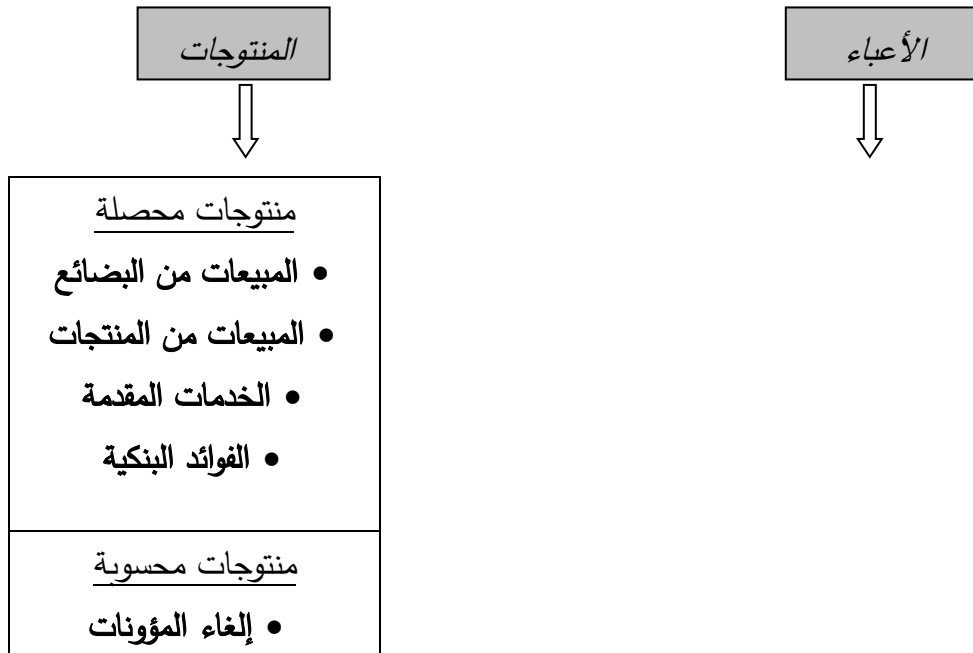 الأعباء
المنتوجات
منتوجات محصلة
• المبيعات من البضائع
• المبيعات من المنتجات
• الخدمات المقدمة
• الفوائد البنكية
منتوجات محسوبة
• إلغاء المؤونات